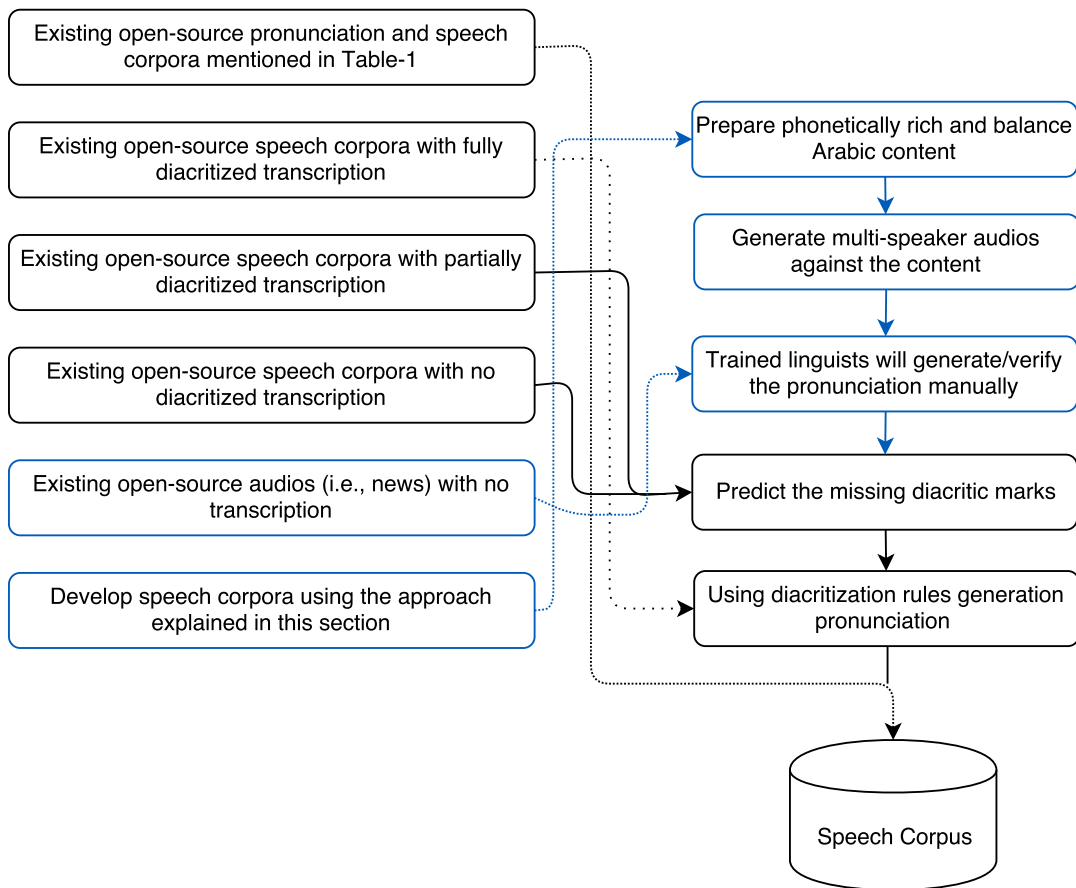 Existing open-source pronunciation and speech
corpora mentioned in Table-1
Existing open-source speech corpora with fully
diacritized transcription
Existing open-source speech corpora with partially
diacritized transcription
Existing open-source speech corpora with no
diacritized transcription
Existing open-source audios (i.e., news) with no
transcription
Develop speech corpora using the approach
explained in this section
Prepare phonetically rich and balance
Arabic content
Generate multi-speaker audios
against the content
Trained linguists will generate/verify
the pronunciation manually
Predict the missing diacritic marks
Using diacritization rules generation
pronunciation
Speech Corpus